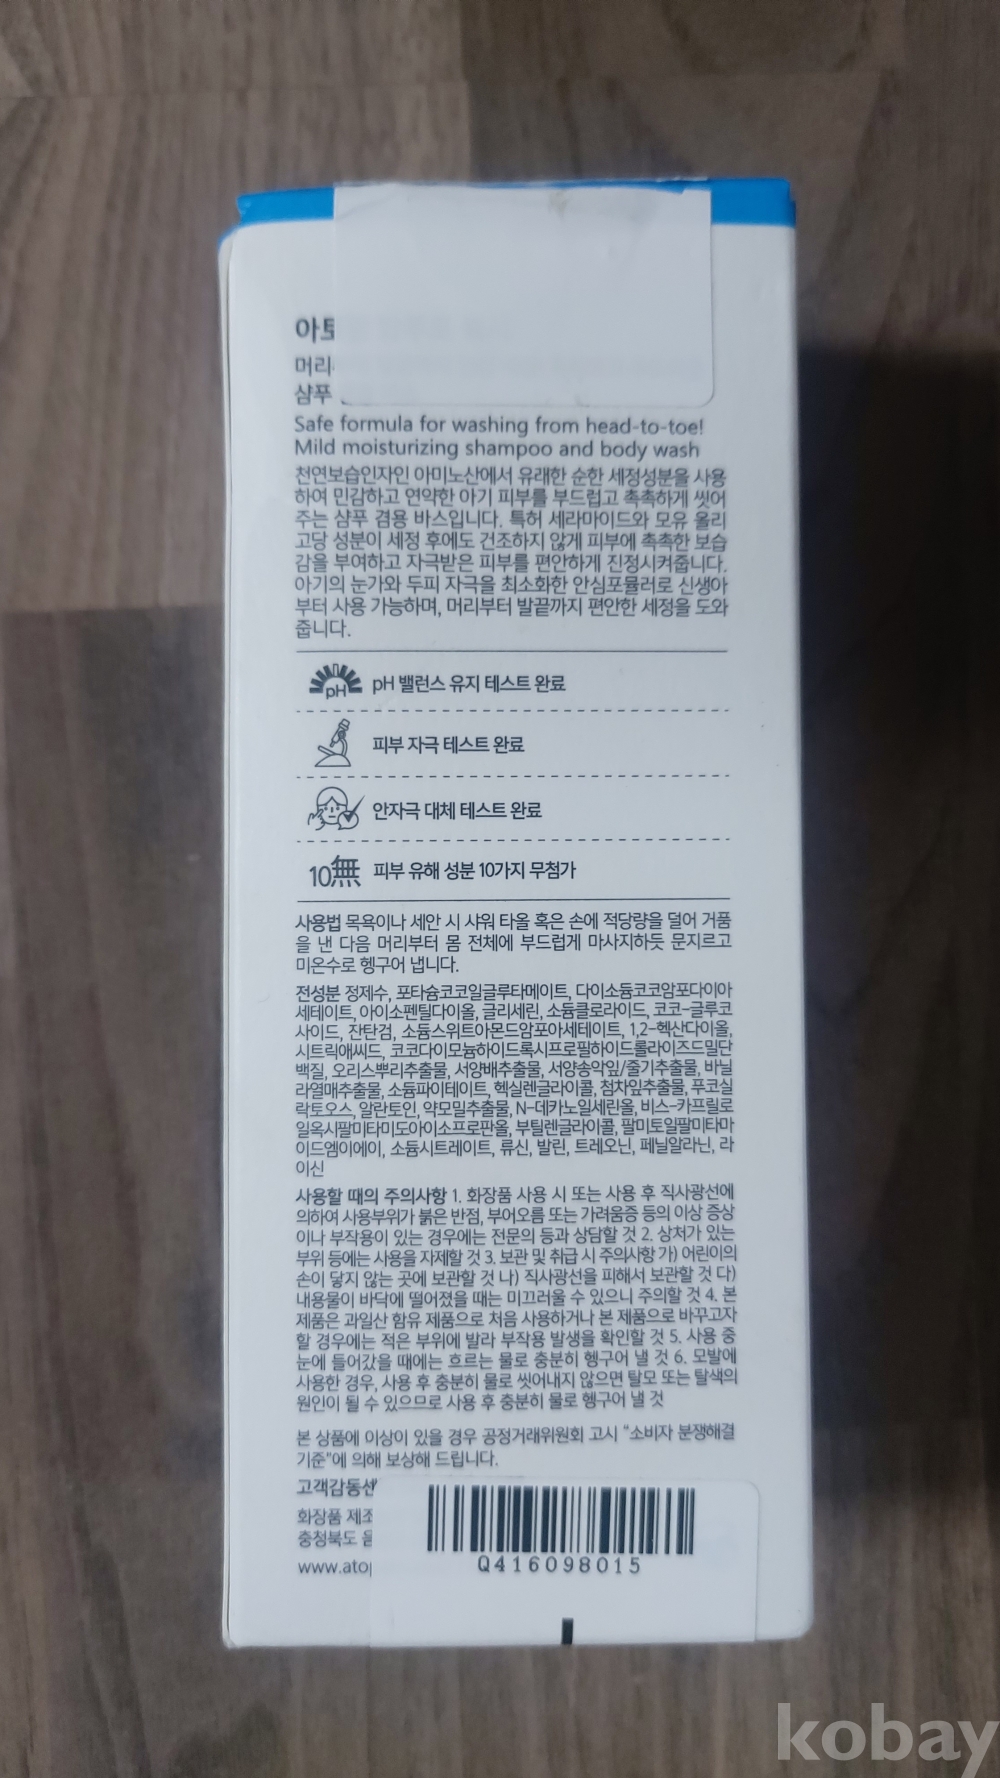 아토
머리
샴푸
Safe formula for washing from head-to-toe!
Mild moisturizing shampoo and body wash
천연보습인자인 아미노산에서 유래한 순한 세정성분을 사용
하여 민감하고 연약한 아기 피부를 부드럽고 촉촉하게 씻어
주는 샴푸 겸용 바스입니다. 특허 세라마이드와 모유 올리
고당 성분이 세정 후에도 건조하지 않게 피부에 촉촉한 보습
감을 부여하고 자극받은 피부를 편안하게 진정시켜줍니다.
아기의 눈가와 두피 자극을 최소화한 안심포뮬러로 신생아
부터 사용 가능하며, 머리부터 발끝까지 편안한 세정을 도와
줍니다.
pH pH 밸런스 유지 테스트 완료
피부 자극 테스트 완료
안자극 대체 테스트 완료
10無 피부 유해 성분 10가지 무첨가
사용법 목욕이나 세안 시 샤워 타올 혹은 손에 적당량을 덜어 거품
을 낸 다음 머리부터 몸 전체에 부드럽게 마사지하듯 문지르고
미온수로 헹구어 냅니다.
전성분 정제수, 포타슘코코일글루타메이트, 다이소듐코코암포다이아
세테이트, 아이소펜틸다이올, 글리세린, 소듐클로라이드, 코코-글루코
사이드, 잔탄검, 소듐스위트아몬드암포아세테이트, 1,2-헥산다이올,
시트릭애씨드, 코코다이모늄하이드록시프로필하이드롤라이즈드밀단
백질, 오리스뿌리추출물, 서양배추출물, 서양송악잎/줄기추출물, 바닐
라열매추출물, 소듐파이테이트, 헥실렌글라이콜, 첨차잎추출물, 푸코실
락토오스, 알란토인, 약모밀추출물, N-데카노일세린올, 비스-카프릴로
일옥시팔미타미도아이소프로판올, 부틸렌글라이콜, 팔미토일팔미타마
이드엠이에이, 소듐시트레이트, 류신, 발린, 트레오닌, 페닐알라닌, 라
이신
사용할 때의 주의사항 1. 화장품 사용 시 또는 사용 후 직사광선에
의하여 사용부위가 붉은 반점, 부어오름 또는 가려움증 등의 이상 증상
이나 부작용이 있는 경우에는 전문의 등과 상담할 것 2. 상처가 있는
부위 등에는 사용을 자제할 것 3. 보관 및 취급 시 주의사항 가) 어린이의
손이 닿지 않는 곳에 보관할 것 나) 직사광선을 피해서 보관할 것 다)
내용물이 바닥에 떨어졌을 때는 미끄러울 수 있으니 주의할 것 4. 본
제품은 과일산 함유 제품으로 처음 사용하거나 본 제품으로 바꾸고자
할 경우에는 적은 부위에 발라 부작용 발생을 확인할 것 5. 사용 중
눈에 들어갔을 때에는 흐르는 물로 충분히 헹구어 낼 것 6. 모발에
사용한 경우, 사용 후 충분히 물로 씻어내지 않으면 탈모 또는 탈색의
원인이 될 수 있으므로 사용 후 충분히 물로 헹구어 낼 것
본 상품에 이상이 있을 경우 공정거래위원회 고시 "소비자 분쟁해결
기준"에 의해 보상해 드립니다.
고객감동센
화장품 제조
충청북도 음
www.atop
Q416098015
kobay